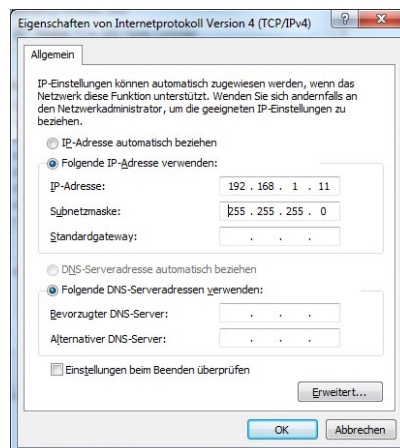 Eigenschaften von Internetprotokoll Version 4 (TCP/IPv4)
Allgemein
IP-Einstellungen können automatisch zugewiesen werden, wenn das
Netzwerk diese Funktion unterstützt. Wenden Sie sich andernfalls an
den Netzwerkadministrator, um die geeigneten IP-Einstellungen zu
beziehen.
IP-Adresse automatisch beziehen
Folgende IP-Adresse verwenden:
IP-Adresse: 192 . 168 . 1 . 11
Subnetzmaske: 255 . 255 . 255 . 0
Standardgateway: . . .
DNS-Serveradresse automatisch beziehen
Folgende DNS-Serveradressen verwenden:
Bevorzugter DNS-Server: . . .
Alternativer DNS-Server: . . .
Einstellungen beim Beenden überprüfen
Erweitert...
OK Abbrechen